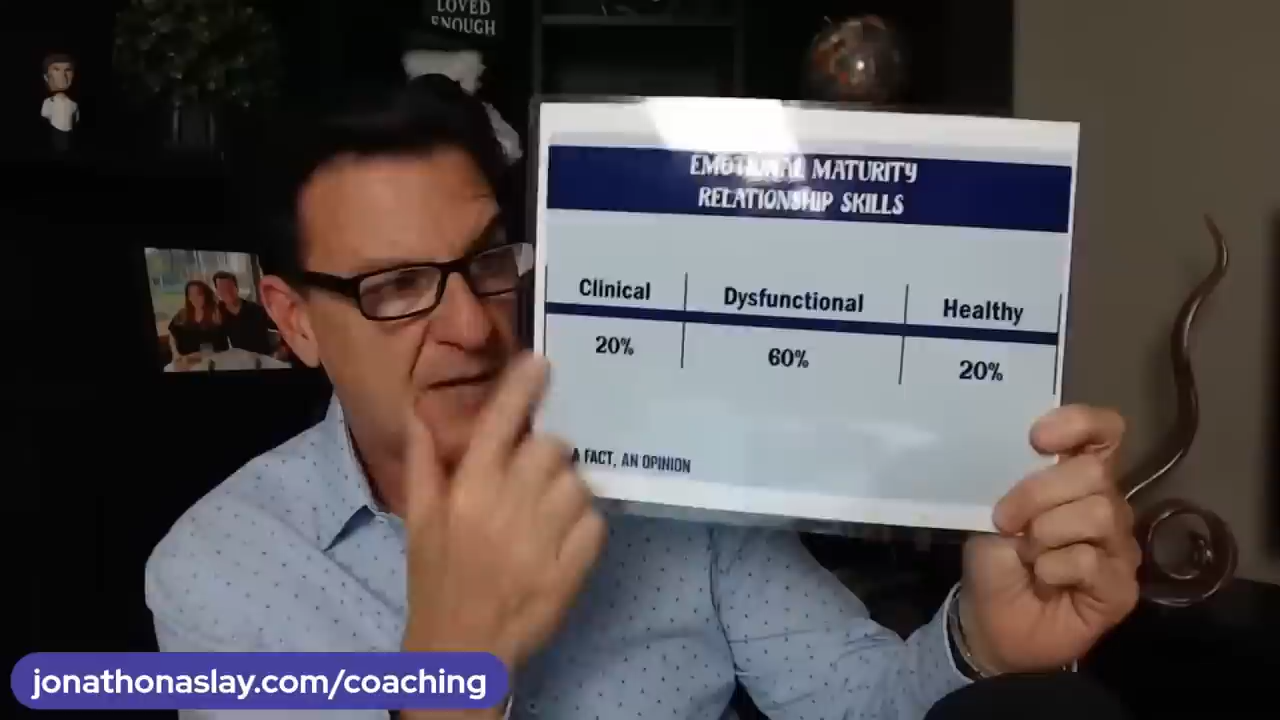 LOVED
ENOUGH
EMOTIONAL MATURITY
RELATIONSHIP SKILLS
Clinical
Dysfunctional
Healthy
20%
60%
20%
A FACT, AN OPINION
jonathonaslay.com/coaching